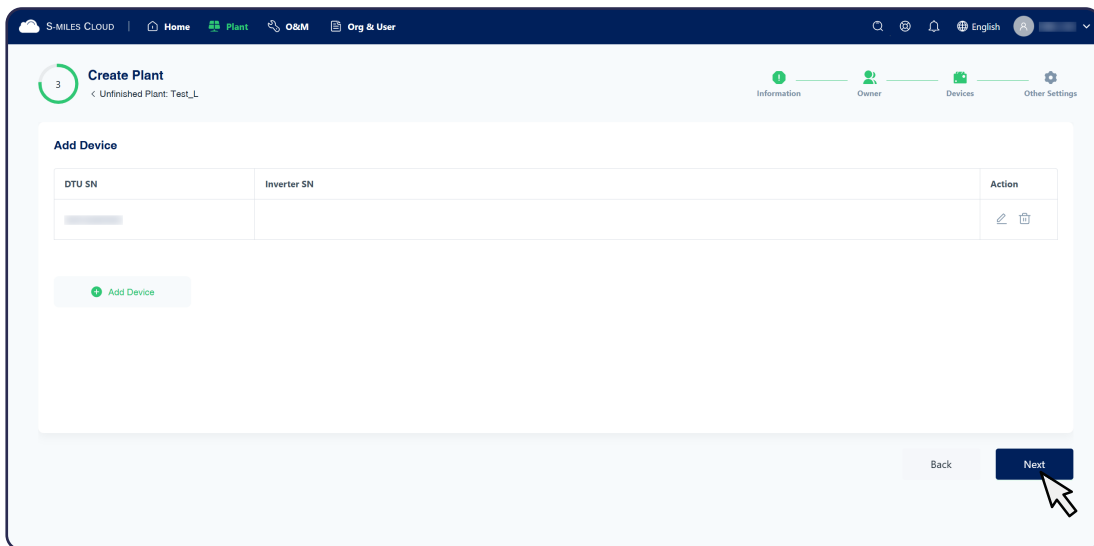 S-MILES CLOUD | Home Plant O&M Org & User English A
3
Create Plant
< Unfinished Plant: Test_L
Information Owner Devices Other Settings
Add Device
DTU SN Inverter SN Action
Add Device
Back Next